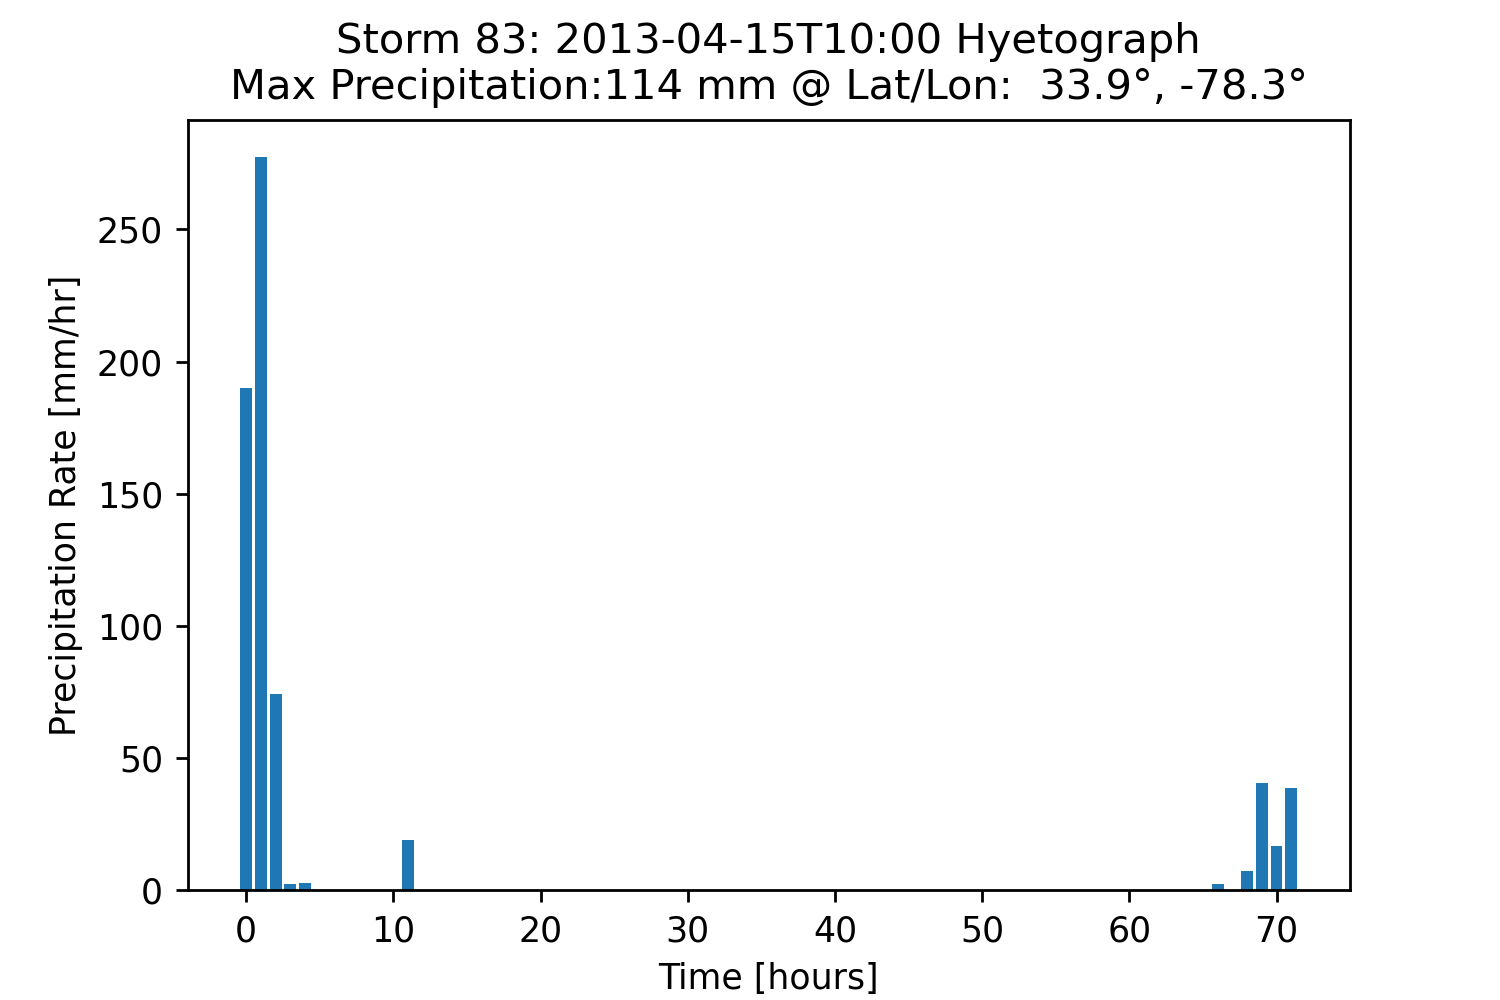 Storm 83: 2013-04-15T10:00 Hyetograph
Max Precipitation:114 mm @ Lat/Lon:  33.9°, -78.3°
Precipitation Rate [mm/hr]
250
200
150
100
50
0
0 10 20 30 40 50 60 70
Time [hours]